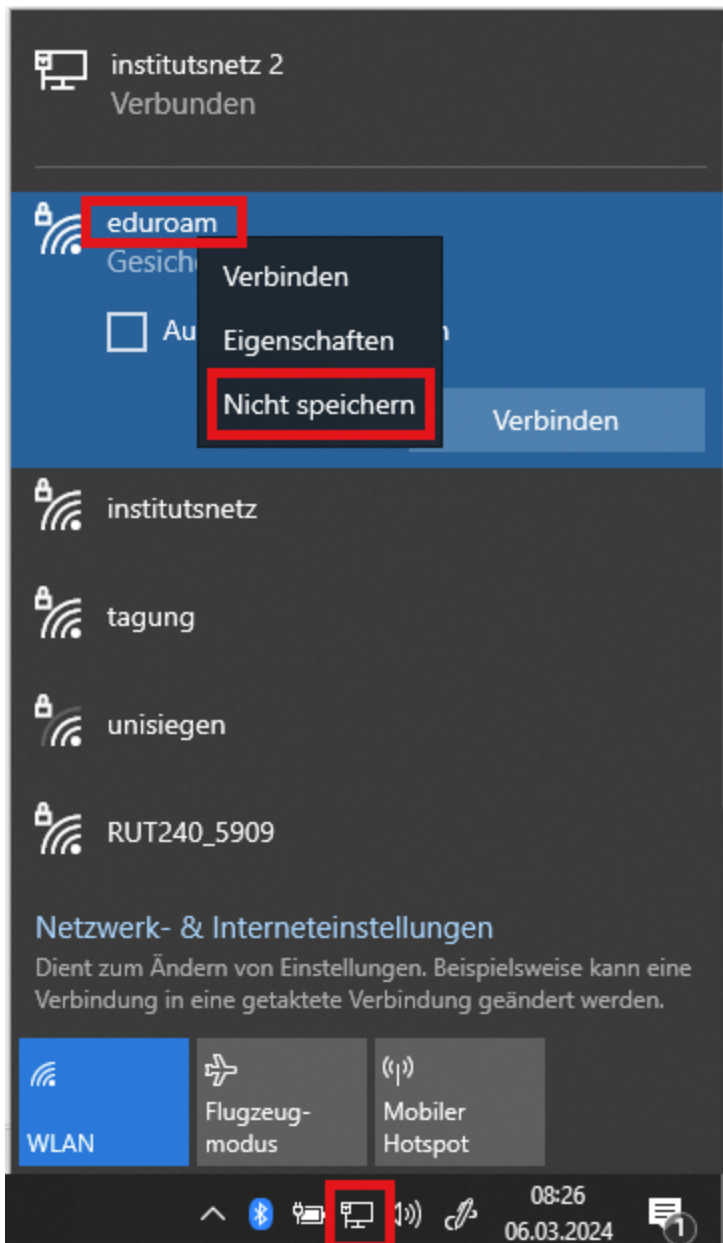 institutsnetz 2
Verbunden
eduroam
Gesich
Verbinden
Au
Eigenschaften
Nicht speichern
Verbinden
institutsnetz
tagung
unisiegen
RUT240_5909
Netzwerk- & Interneteinstellungen
Dient zum Ändern von Einstellungen. Beispielsweise kann eine
Verbindung in eine getaktete Verbindung geändert werden.
WLAN
Flugzeug-
modus
Mobiler
Hotspot
08:26
06.03.2024
1